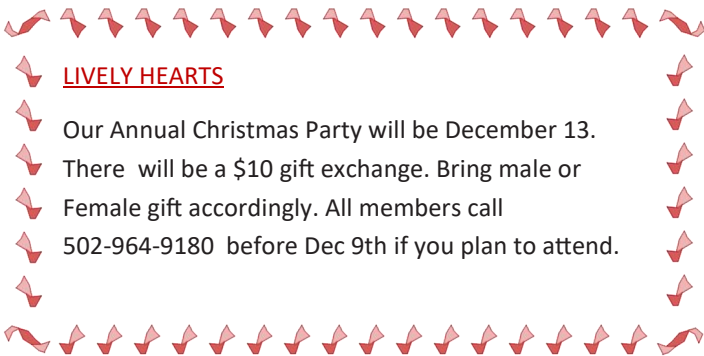 LIVELY HEARTS
Our Annual Christmas Party will be December 13.
There  will be a $10 gift exchange. Bring male or
Female gift accordingly. All members call
502-964-9180  before Dec 9th if you plan to attend.